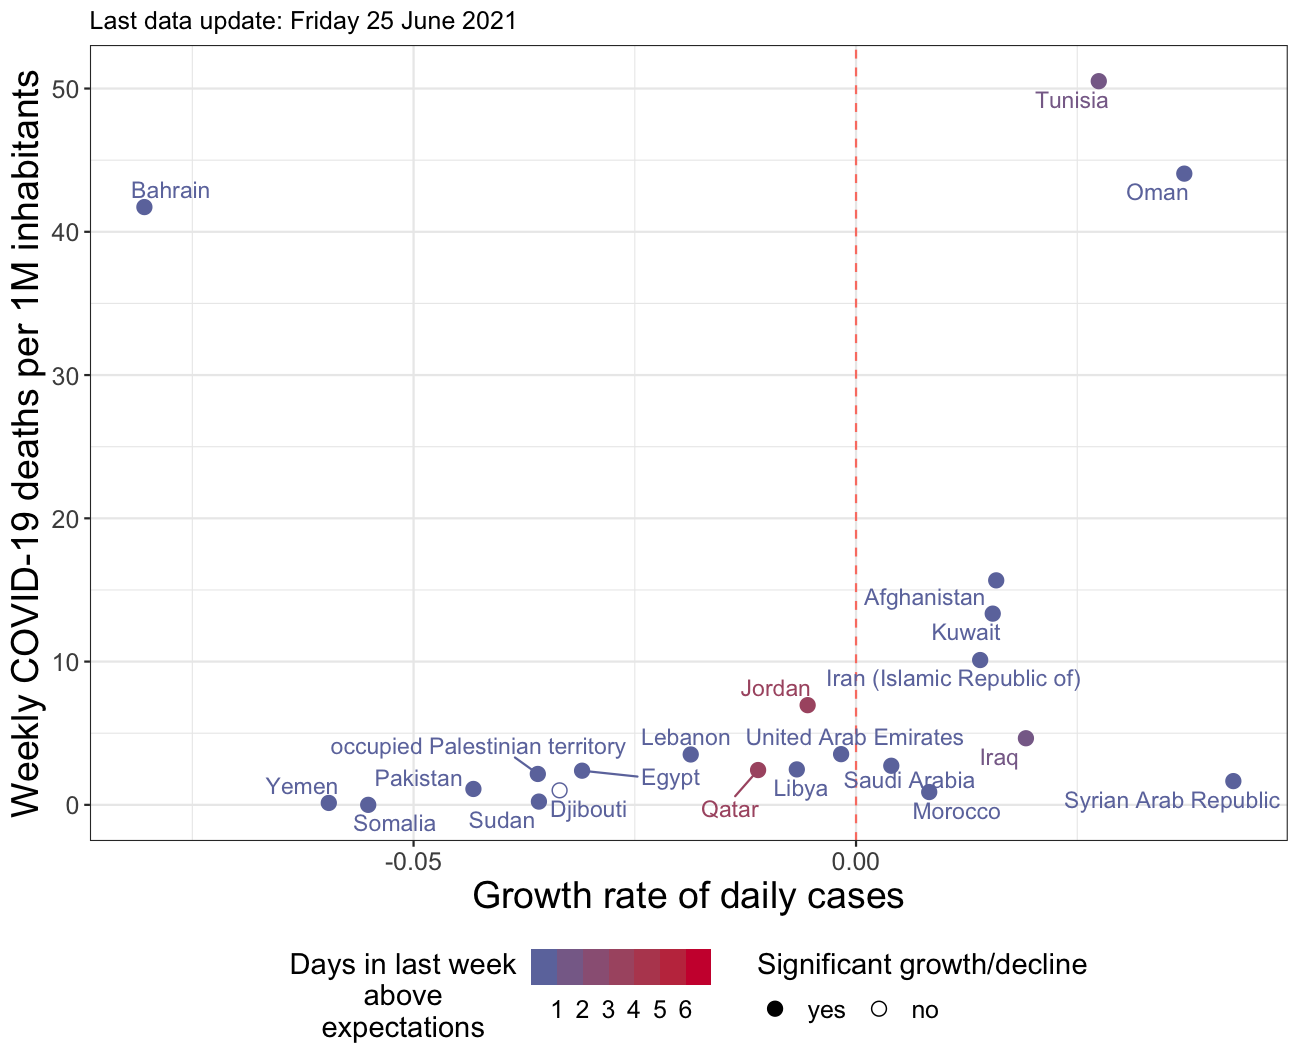 Last data update: Friday 25 June 2021
Weekly COVID-19 deaths per 1M inhabitants
50
40
30
20
10
0
Tunisia
Oman
Bahrain
Afghanistan
Kuwait
Iran (Islamic Republic of)
Jordan
Lebanon
United Arab Emirates
occupied Palestinian territory
Iraq
Pakistan
Egypt
Saudi Arabia
Yemen
Libya
Syrian Arab Republic
Qatar
Djibouti
Morocco
Somalia
Sudan
-0.05
0.00
Growth rate of daily cases
Days in last week
above
expectations
1 2 3 4 5 6
Significant growth/decline
yes no